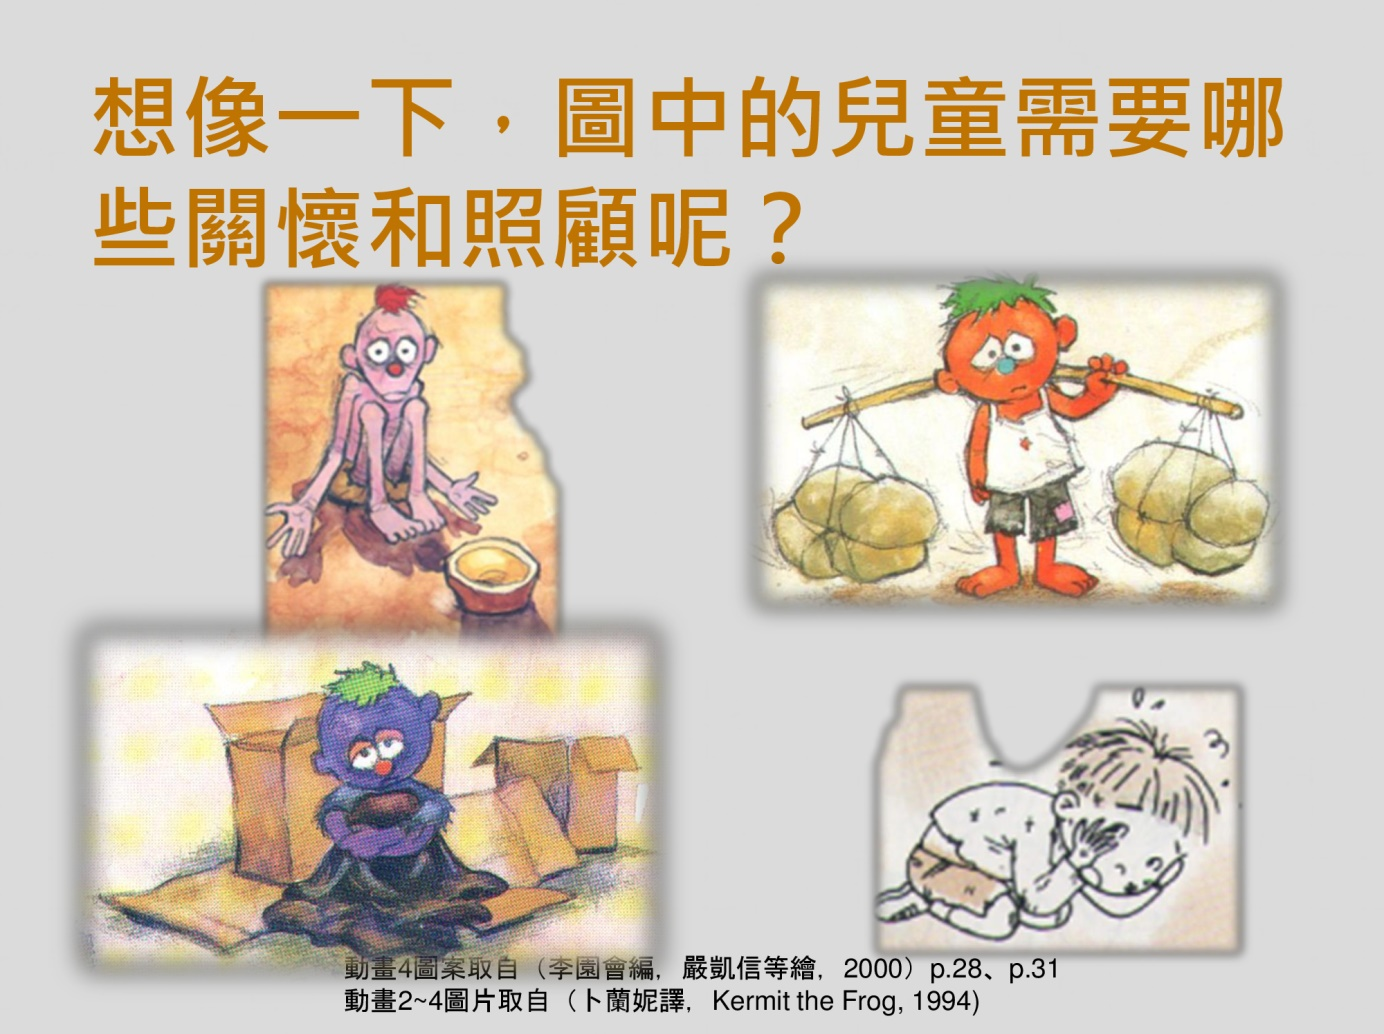 想像一下，圖中的兒童需要哪
些關懷和照顧呢？
動畫4圖案取自（李園會編，嚴凱信等繪，2000）p.28、p.31
動畫2~4圖片取自（卜蘭妮譯，Kermit the Frog, 1994)